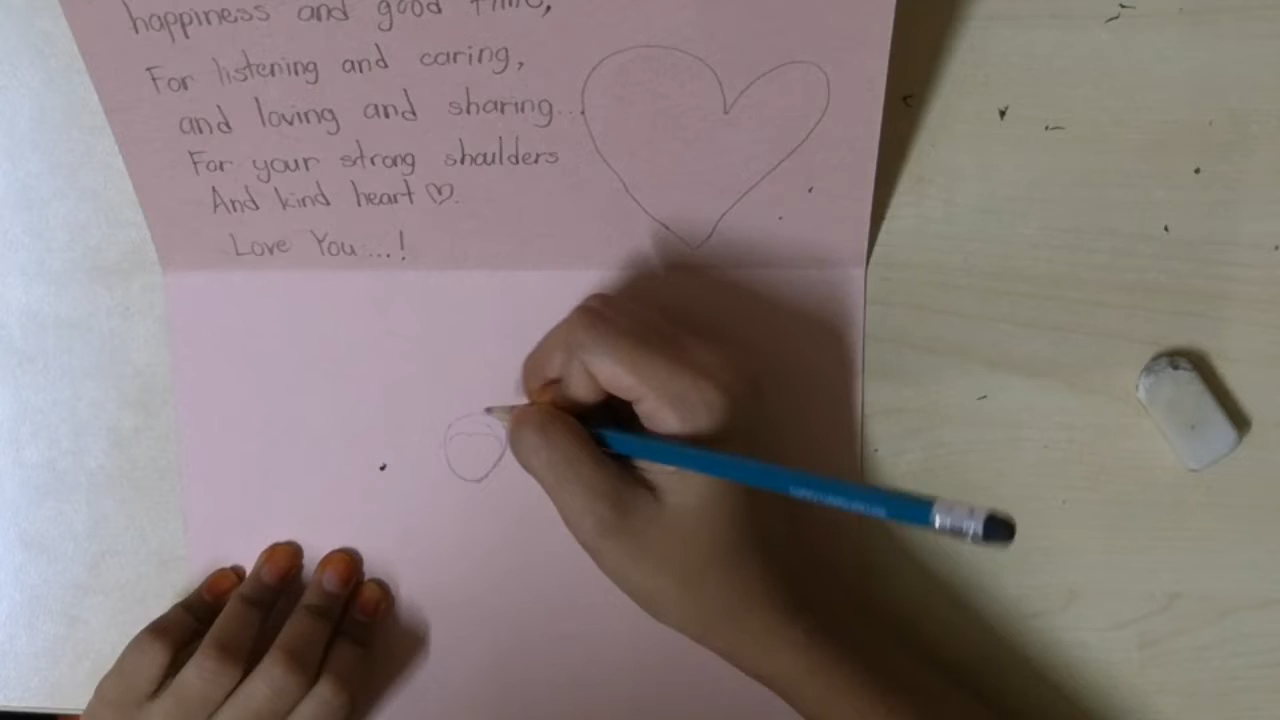 happiness and good time,
For listening and caring,
and loving and sharing...
For your strong shoulders
And kind heart ♡.
Love You...!